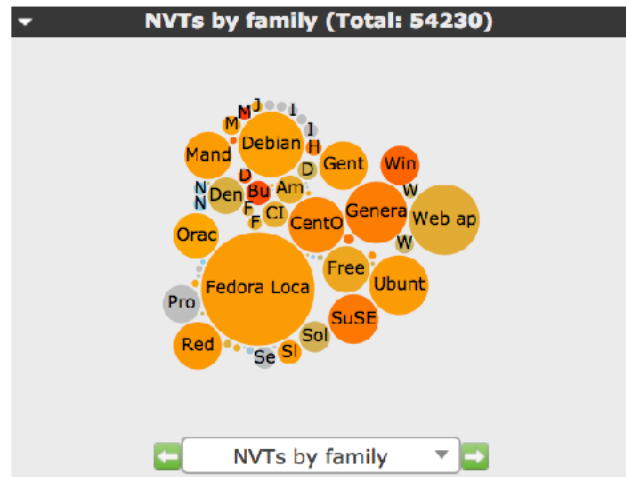 NVTs by family (Total: 54230)
J
M
I
M
I
Debian
H
Mand
Gent
Win
D
D
N
Den
Bu
Am
W
N
F
CI
Genera
Web ap
F
CentO
Orac
W
Free
Fedora Loca
Ubunt
Pro
SuSE
Sol
Red
Se
SI
NVTs by family